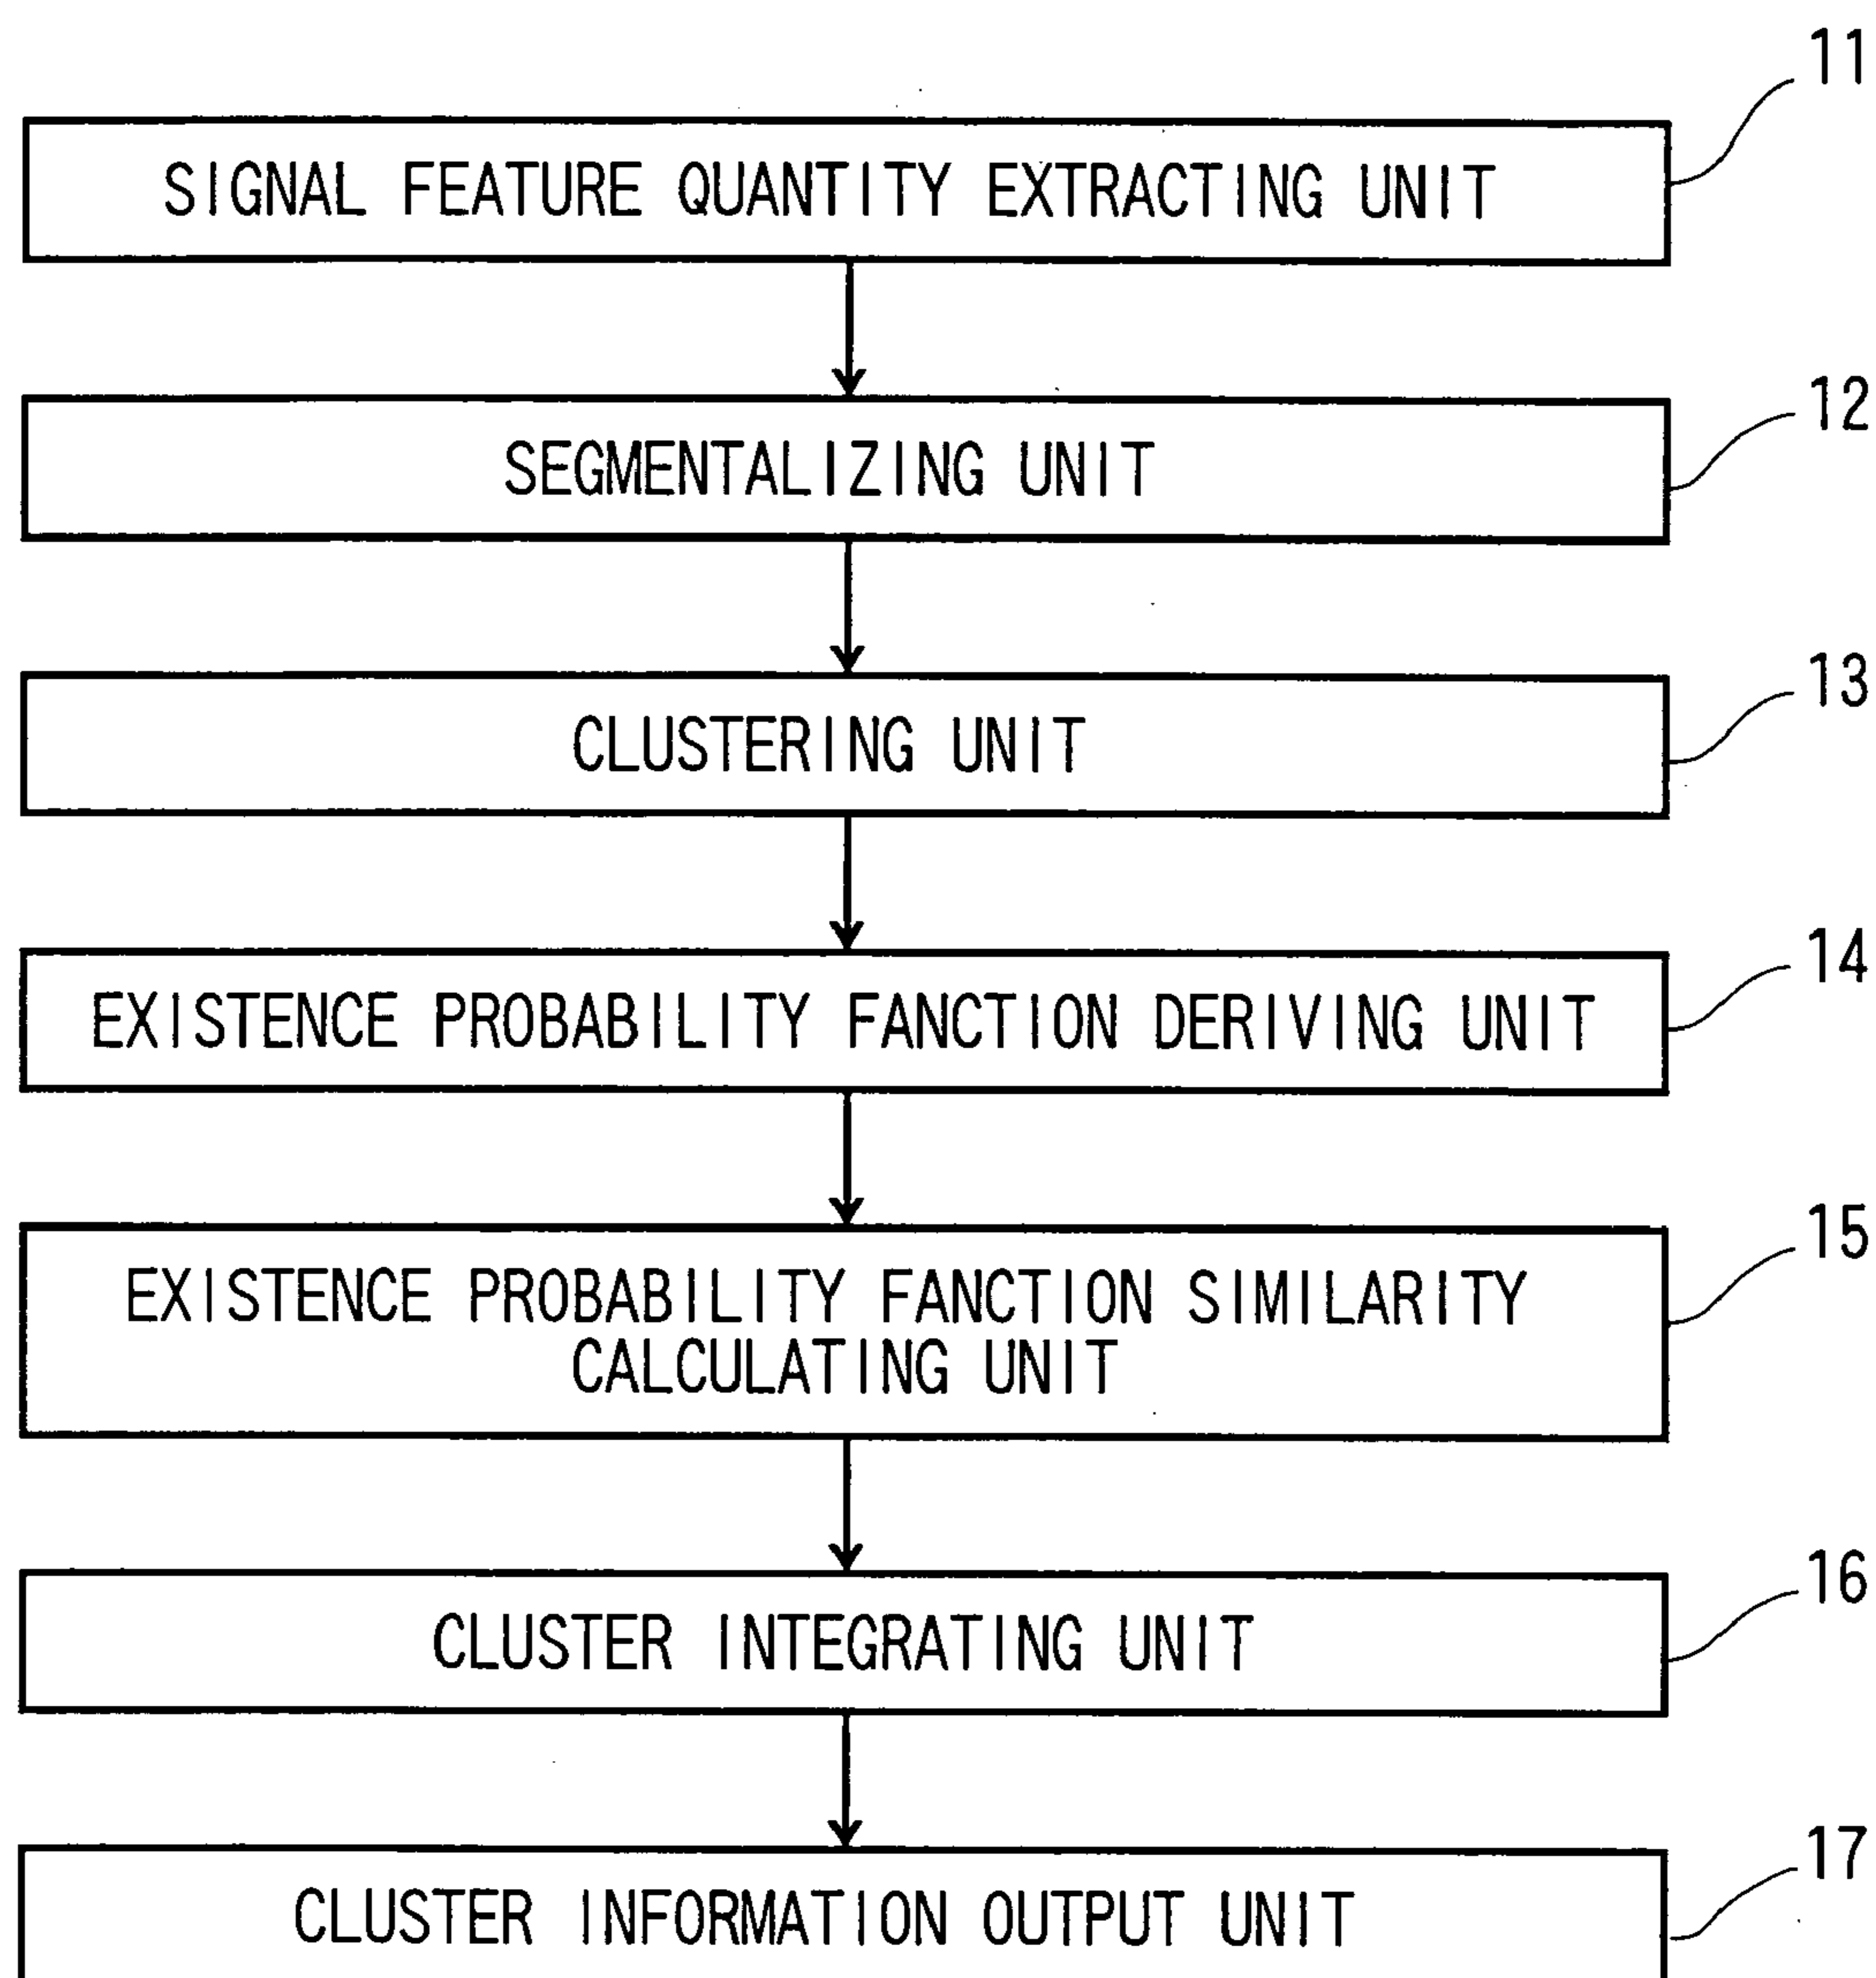 11
SIGNAL FEATURE QUANTITY EXTRACTING UNIT
12
SEGMENTALIZING UNIT
13
CLUSTERING UNIT
14
EXISTENCE PROBABILITY FANCTION DERIVING UNIT
15
EXISTENCE PROBABILITY FANCTION SIMILARITY
CALCULATING UNIT
16
CLUSTER INTEGRATING UNIT
17
CLUSTER INFORMATION OUTPUT UNIT